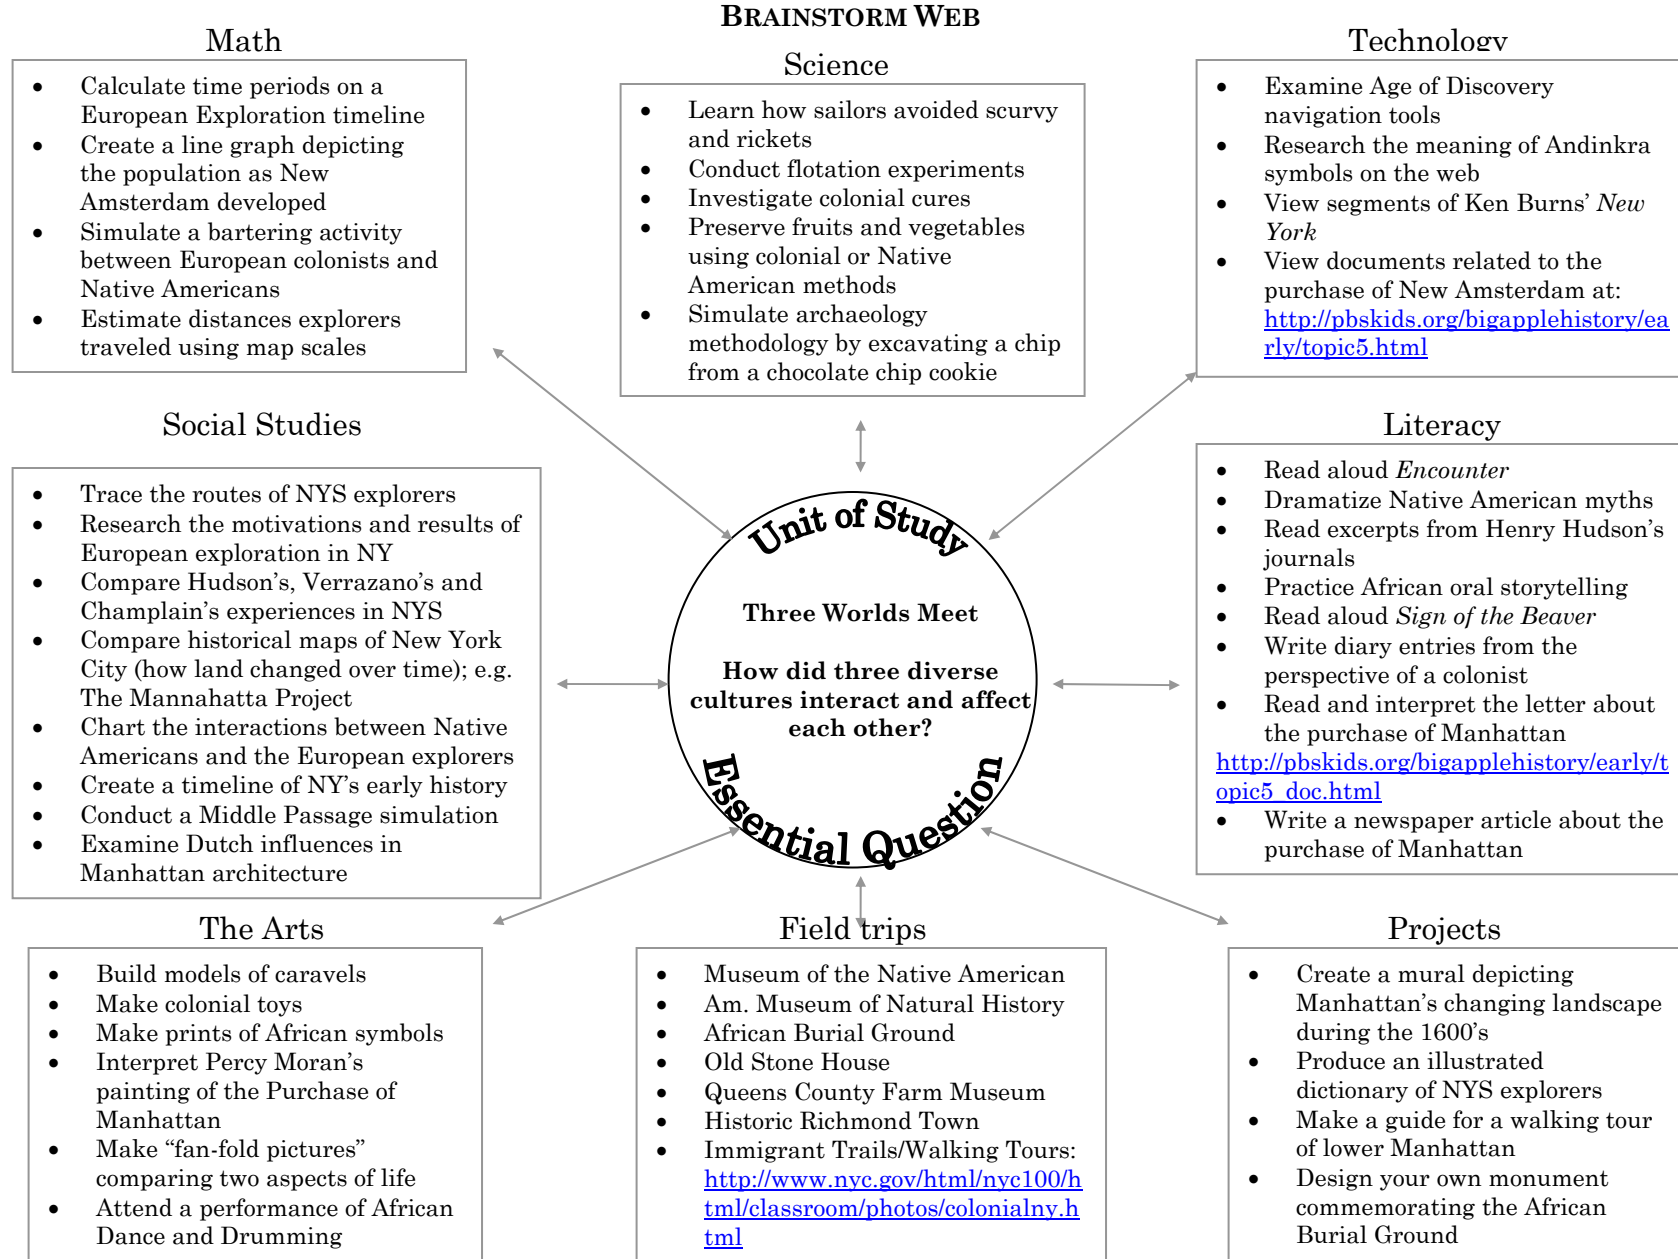 BRAINSTORM WEB
Math
• Calculate time periods on a
European Exploration timeline
• Create a line graph depicting
the population as New
Amsterdam developed
• Simulate a bartering activity
between European colonists and
Native Americans
• Estimate distances explorers
traveled using map scales
Science
• Learn how sailors avoided scurvy
and rickets
• Conduct flotation experiments
• Investigate colonial cures
• Preserve fruits and vegetables
using colonial or Native
American methods
• Simulate archaeology
methodology by excavating a chip
from a chocolate chip cookie
Technology
• Examine Age of Discovery
navigation tools
• Research the meaning of Andinkra
symbols on the web
• View segments of Ken Burns’ New
York
• View documents related to the
purchase of New Amsterdam at:
http://pbskids.org/bigapplehistory/ea
rly/topic5.html
Social Studies
• Trace the routes of NYS explorers
• Research the motivations and results of
European exploration in NY
• Compare Hudson’s, Verrazano’s and
Champlain’s experiences in NYS
• Compare historical maps of New York
City (how land changed over time); e.g.
The Mannahatta Project
• Chart the interactions between Native
Americans and the European explorers
• Create a timeline of NY’s early history
• Conduct a Middle Passage simulation
• Examine Dutch influences in
Manhattan architecture
Unit of Study
Three Worlds Meet
How did three diverse
cultures interact and affect
each other?
Essential Question
Literacy
• Read aloud Encounter
• Dramatize Native American myths
• Read excerpts from Henry Hudson’s
journals
• Practice African oral storytelling
• Read aloud Sign of the Beaver
• Write diary entries from the
perspective of a colonist
• Read and interpret the letter about
the purchase of Manhattan
http://pbskids.org/bigapplehistory/early/t
opic5_doc.html
• Write a newspaper article about the
purchase of Manhattan
The Arts
• Build models of caravels
• Make colonial toys
• Make prints of African symbols
• Interpret Percy Moran’s
painting of the Purchase of
Manhattan
• Make “fan-fold pictures”
comparing two aspects of life
• Attend a performance of African
Dance and Drumming
Field trips
• Museum of the Native American
• Am. Museum of Natural History
• African Burial Ground
• Old Stone House
• Queens County Farm Museum
• Historic Richmond Town
• Immigrant Trails/Walking Tours:
http://www.nyc.gov/html/nyc100/h
tml/classroom/photos/colonialny.h
tml
Projects
• Create a mural depicting
Manhattan’s changing landscape
during the 1600’s
• Produce an illustrated
dictionary of NYS explorers
• Make a guide for a walking tour
of lower Manhattan
• Design your own monument
commemorating the African
Burial Ground